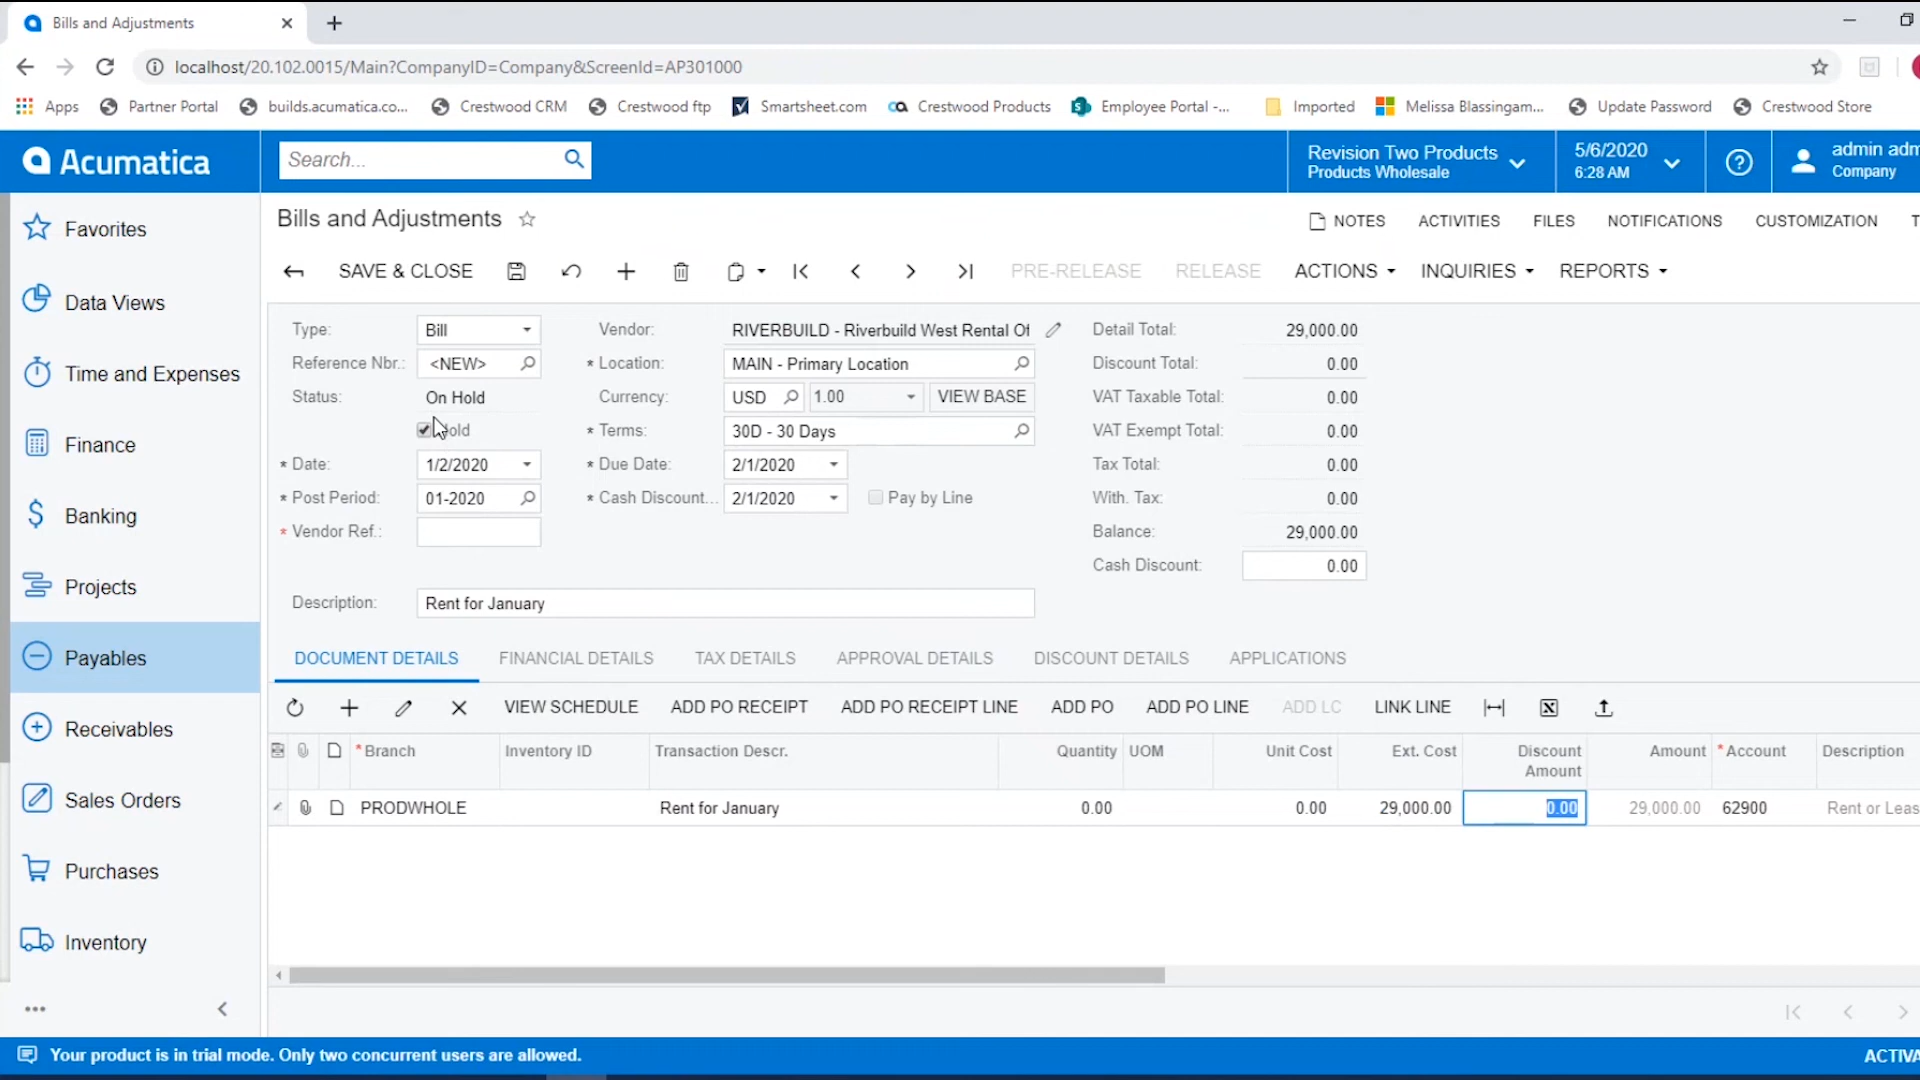 Bills and Adjustments
localhost/20.102.0015/Main?CompanyID=Company&ScreenId=AP301000
Apps Partner Portal builds.acumatica.co... Crestwood CRM Crestwood ftp Smartsheet.com Crestwood Products Employee Portal -... Imported Melissa Blassingam... Update Password Crestwood Store
Acumatica Search... Revision Two Products 5/6/2020 admin adm
Products Wholesale 6:28 AM Company
Favorites
Data Views
Time and Expenses
Finance
Banking
Projects
Payables
Receivables
Sales Orders
Purchases
Inventory
Bills and Adjustments NOTES ACTIVITIES FILES NOTIFICATIONS CUSTOMIZATION T
SAVE & CLOSE PRE-RELEASE RELEASE ACTIONS INQUIRIES REPORTS
Type: Bill Vendor: RIVERBUILD - Riverbuild West Rental Of Detail Total: 29,000.00
Reference Nbr.: <NEW> * Location: MAIN - Primary Location Discount Total: 0.00
Status: On Hold Currency: USD 1.00 VIEW BASE VAT Taxable Total: 0.00
old * Terms: 30D - 30 Days VAT Exempt Total: 0.00
* Date: 1/2/2020 * Due Date: 2/1/2020 Tax Total: 0.00
* Post Period: 01-2020 * Cash Discount... 2/1/2020 Pay by Line With. Tax: 0.00
* Vendor Ref.: Balance: 29,000.00
Cash Discount: 0.00
Description: Rent for January
DOCUMENT DETAILS FINANCIAL DETAILS TAX DETAILS APPROVAL DETAILS DISCOUNT DETAILS APPLICATIONS
VIEW SCHEDULE ADD PO RECEIPT ADD PO RECEIPT LINE ADD PO ADD PO LINE ADD LC LINK LINE
* Branch Inventory ID Transaction Descr. Quantity UOM Unit Cost Ext. Cost Discount Amount Amount * Account Description
PRODWHOLE Rent for January 0.00 0.00 29,000.00 0.00 29,000.00 62900 Rent or Leas
Your product is in trial mode. Only two concurrent users are allowed. ACTIVA